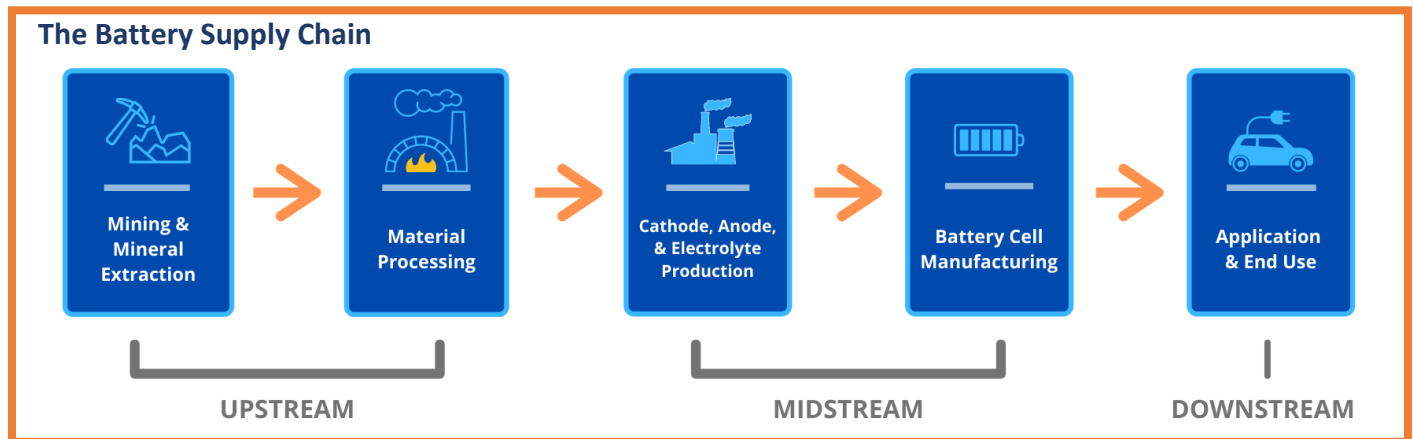 The Battery Supply Chain
Mining &
Mineral
Extraction
Material
Processing
Cathode, Anode,
& Electrolyte
Production
Battery Cell
Manufacturing
Application
& End Use
UPSTREAM
MIDSTREAM
DOWNSTREAM